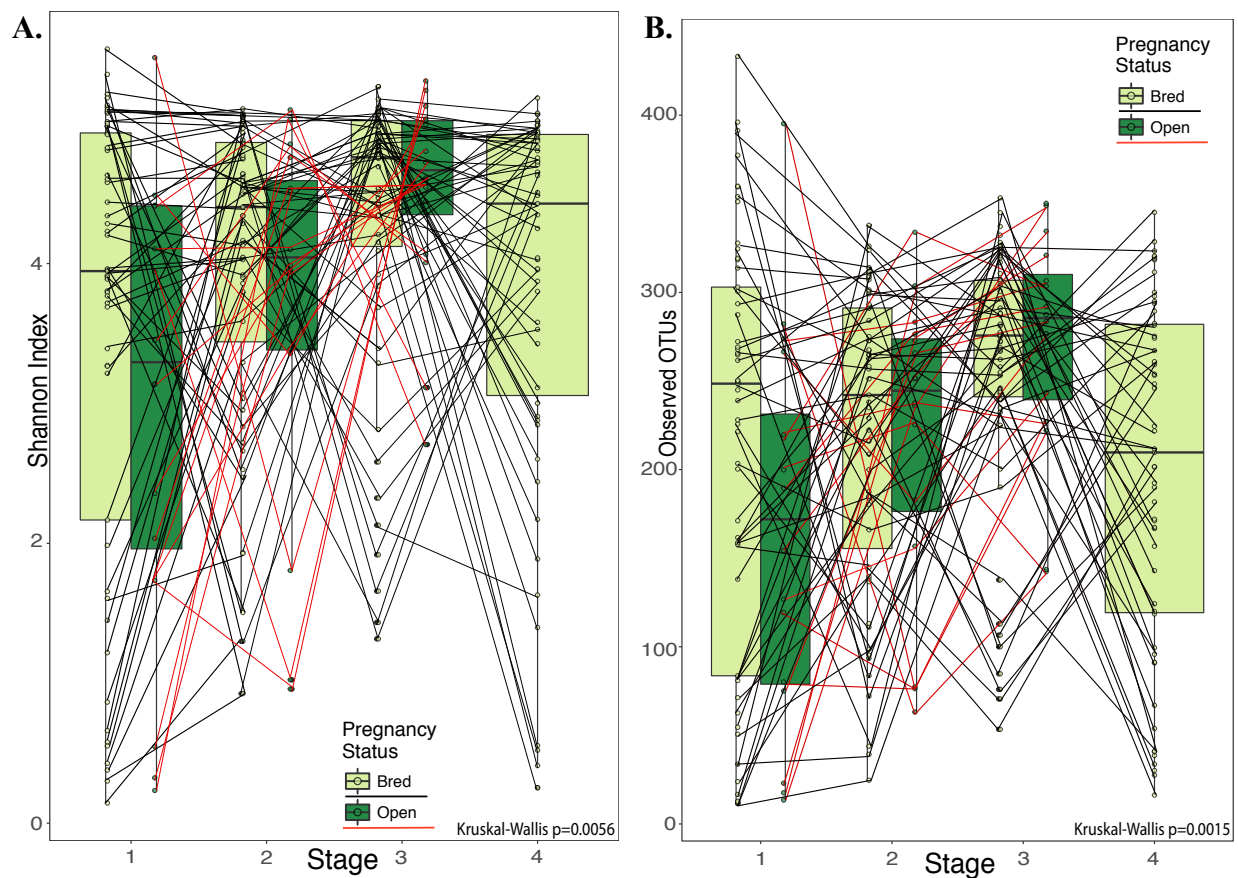 A.
Shannon Index
4
2
0
Pregnancy
Status
Bred
Open
Kruskal-Wallis p=0.0056
1
2
3
4
Stage
B.
Observed OTUs
400
300
200
100
0
Pregnancy
Status
Bred
Open
Kruskal-Wallis p=0.0015
1
2
3
4
Stage